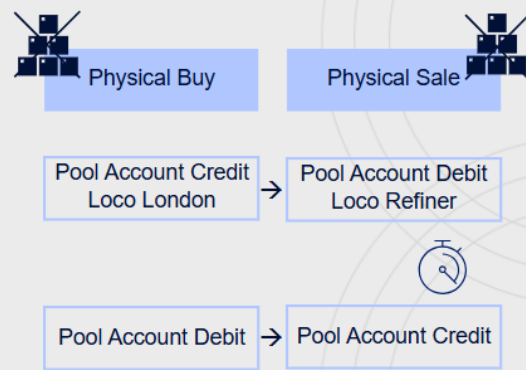 Physical Buy
Physical Sale
Pool Account Credit
Loco London
→
Pool Account Debit
Loco Refiner
Pool Account Debit
→
Pool Account Credit